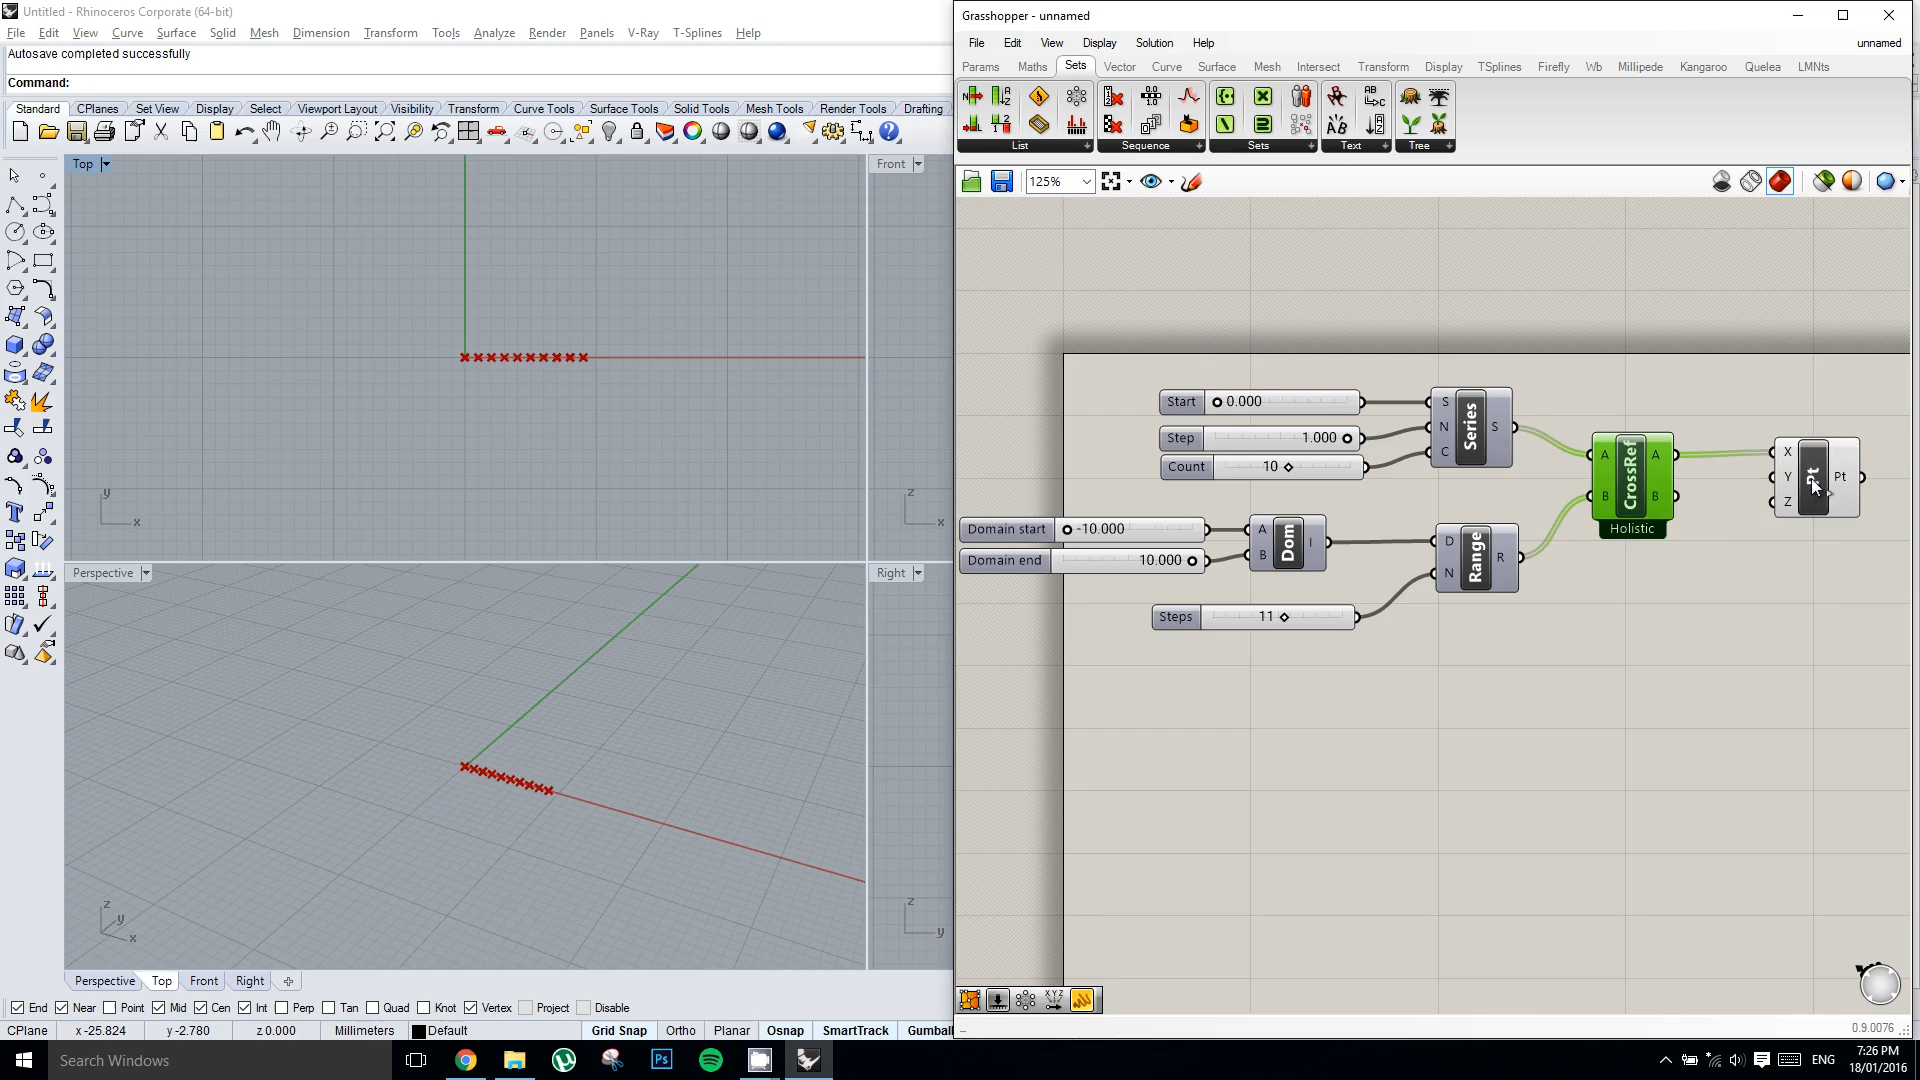 Untitled - Rhinoceros Corporate (64-bit)
File Edit View Curve Surface Solid Mesh Dimension Transform Tools Analyze Render Panels V-Ray T-Splines Help
Autosave completed successfully
Command:
Standard CPlanes Set View Display Select Viewport Layout Visibility Transform Curve Tools Surface Tools Solid Tools Mesh Tools Render Tools Drafting
Top
Front
y
x
z
y
Perspective
Right
z
y
x
z
y
Perspective Top Front Right
End Near Point Mid Cen Int Perp Tan Quad Knot Vertex Project Disable
CPlane x -25.824 y -2.780 z 0.000 Millimeters Default Grid Snap Ortho Planar Osnap SmartTrack Gumball
Grasshopper - unnamed
File Edit View Display Solution Help unnamed
Params Maths Sets Vector Curve Surface Mesh Intersect Transform Display TSplines Firefly Wb Millipede Kangaroo Quelea LMNts
List Sequence Sets Text Tree
125%
Start 0.000
Step 1.000
Count 10
S N C Series S
Domain start -10.000
Domain end 10.000
A B Dom I
Steps 11
D N Range R
A B CrossRef A B
Holistic
X Y Z Pt Pt
XYZ
0.9.0076
Search Windows
Ps
ENG
7:26 PM
18/01/2016